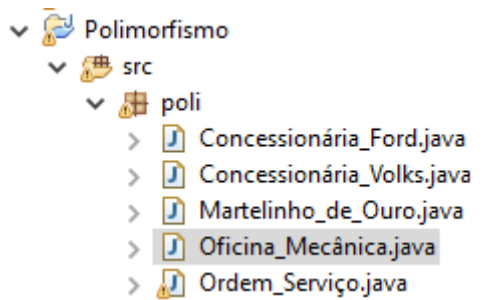 Polimorfismo
src
poli
Concessionária_Ford.java
Concessionária_Volks.java
Martelinho_de_Ouro.java
Oficina_Mecânica.java
Ordem_Serviço.java